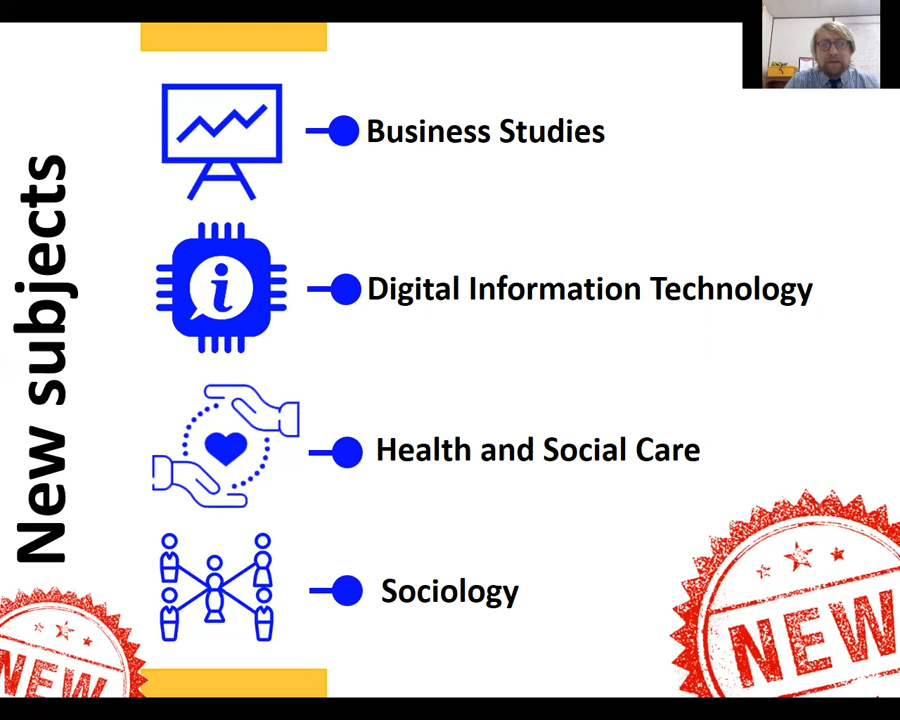 New subjects
Business Studies
i
Digital Information Technology
Health and Social Care
Sociology
NEW
NEW